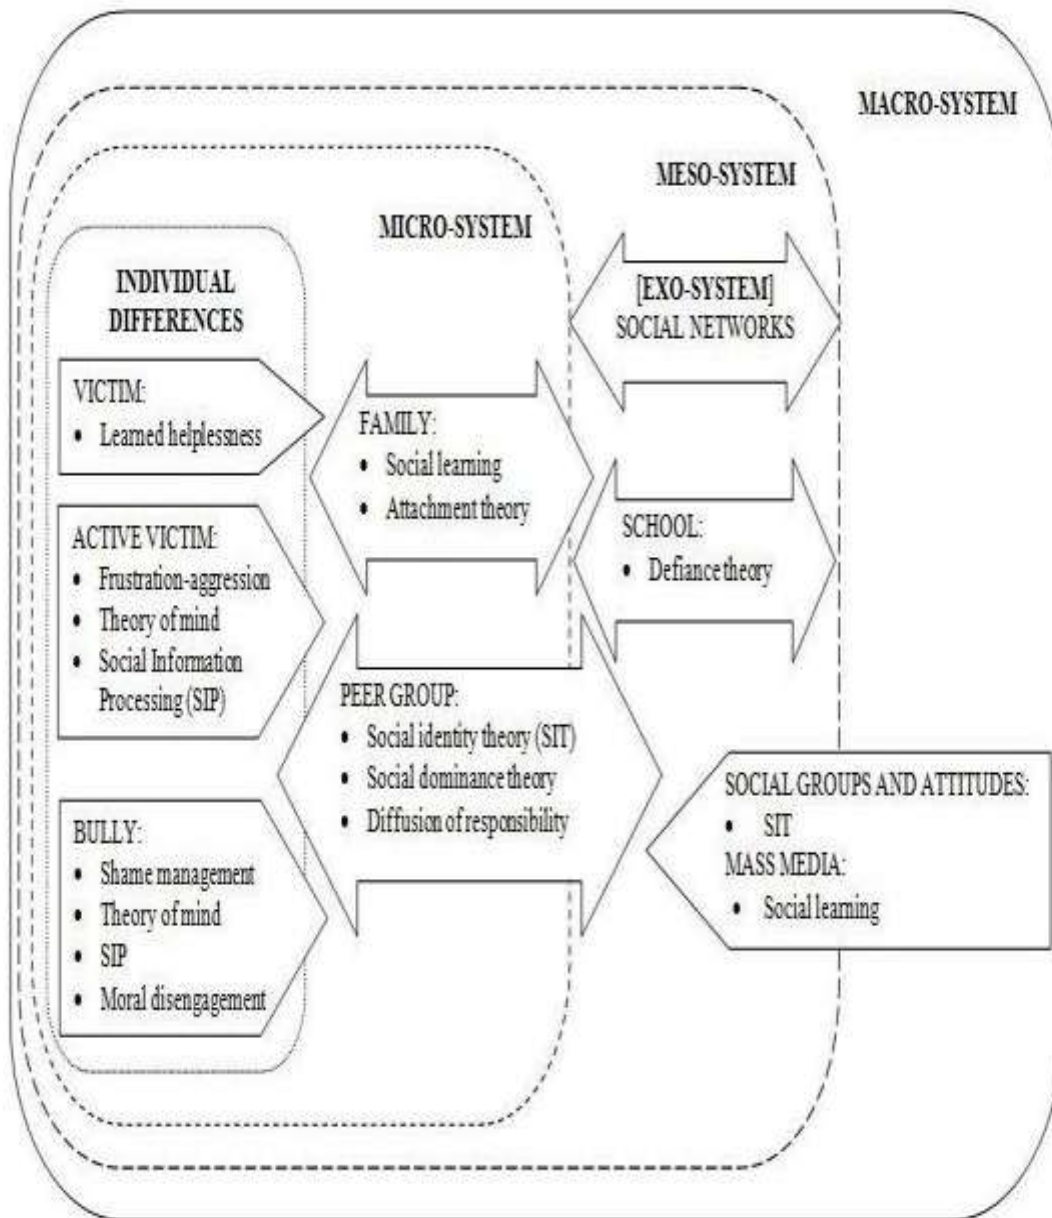 MACRO-SYSTEM
MESO-SYSTEM
MICRO-SYSTEM
INDIVIDUAL
DIFFERENCES
VICTIM:
• Learned helplessness
ACTIVE VICTIM:
• Frustration-aggression
• Theory of mind
• Social Information
Processing (SIP)
BULLY:
• Shame management
• Theory of mind
• SIP
• Moral disengagement
FAMILY:
• Social learning
• Attachment theory
PEER GROUP:
• Social identity theory (SIT)
• Social dominance theory
• Diffusion of responsibility
[EXO-SYSTEM]
SOCIAL NETWORKS
SCHOOL:
• Defiance theory
SOCIAL GROUPS AND ATTITUDES:
• SIT
MASS MEDIA:
• Social learning